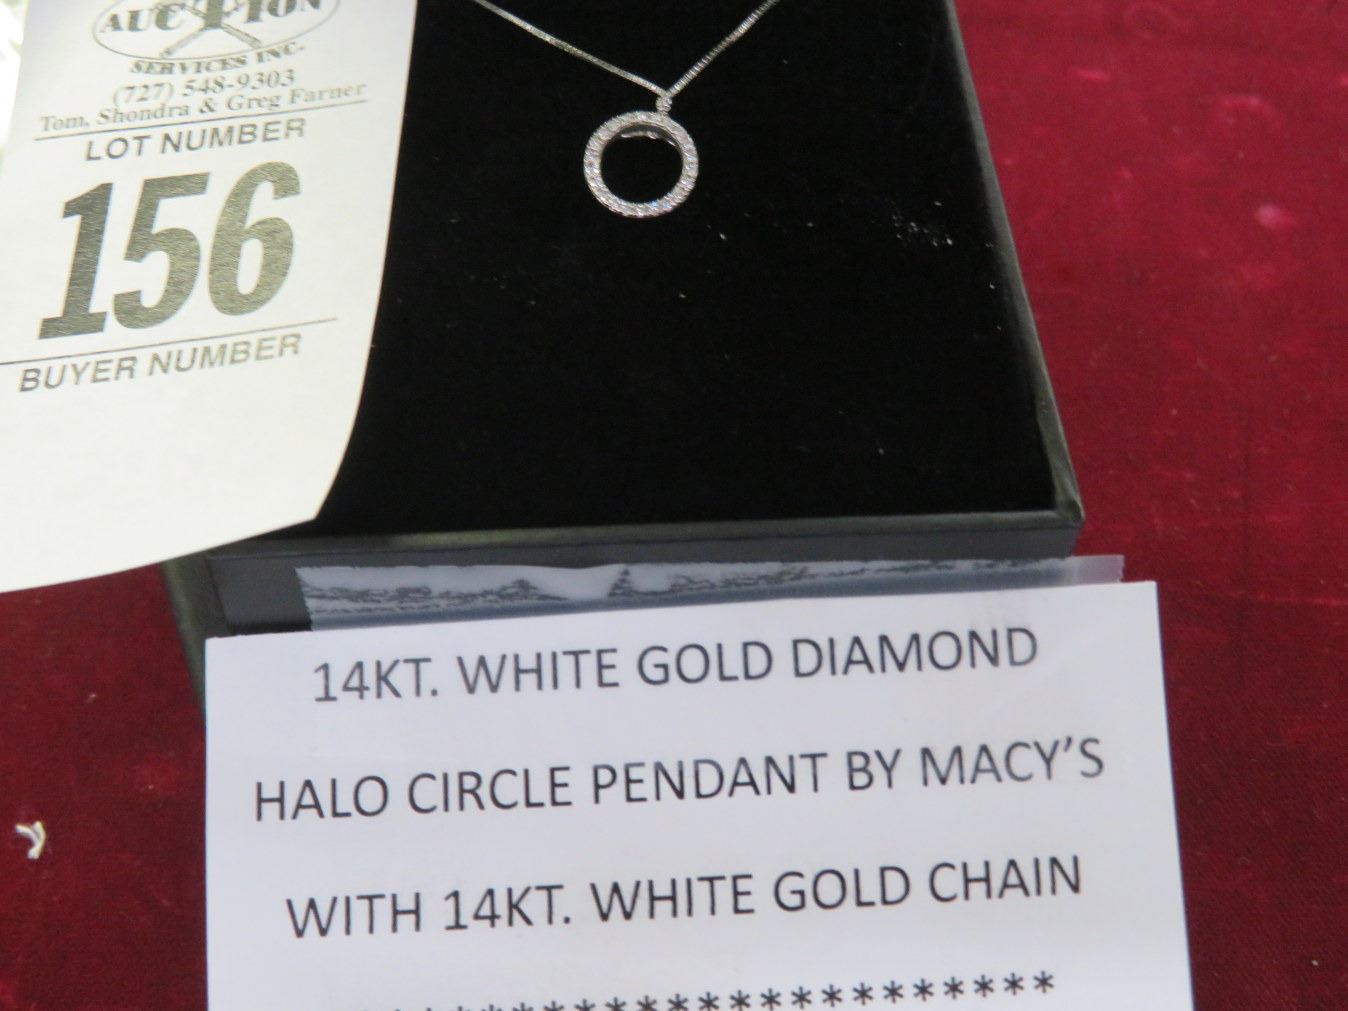 AUCTION
SERVICES INC.
(727) 548-9303
Tom, Shondra & Greg Farner
LOT NUMBER
156
BUYER NUMBER
14KT. WHITE GOLD DIAMOND
HALO CIRCLE PENDANT BY MACY'S
WITH 14KT. WHITE GOLD CHAIN
**********************